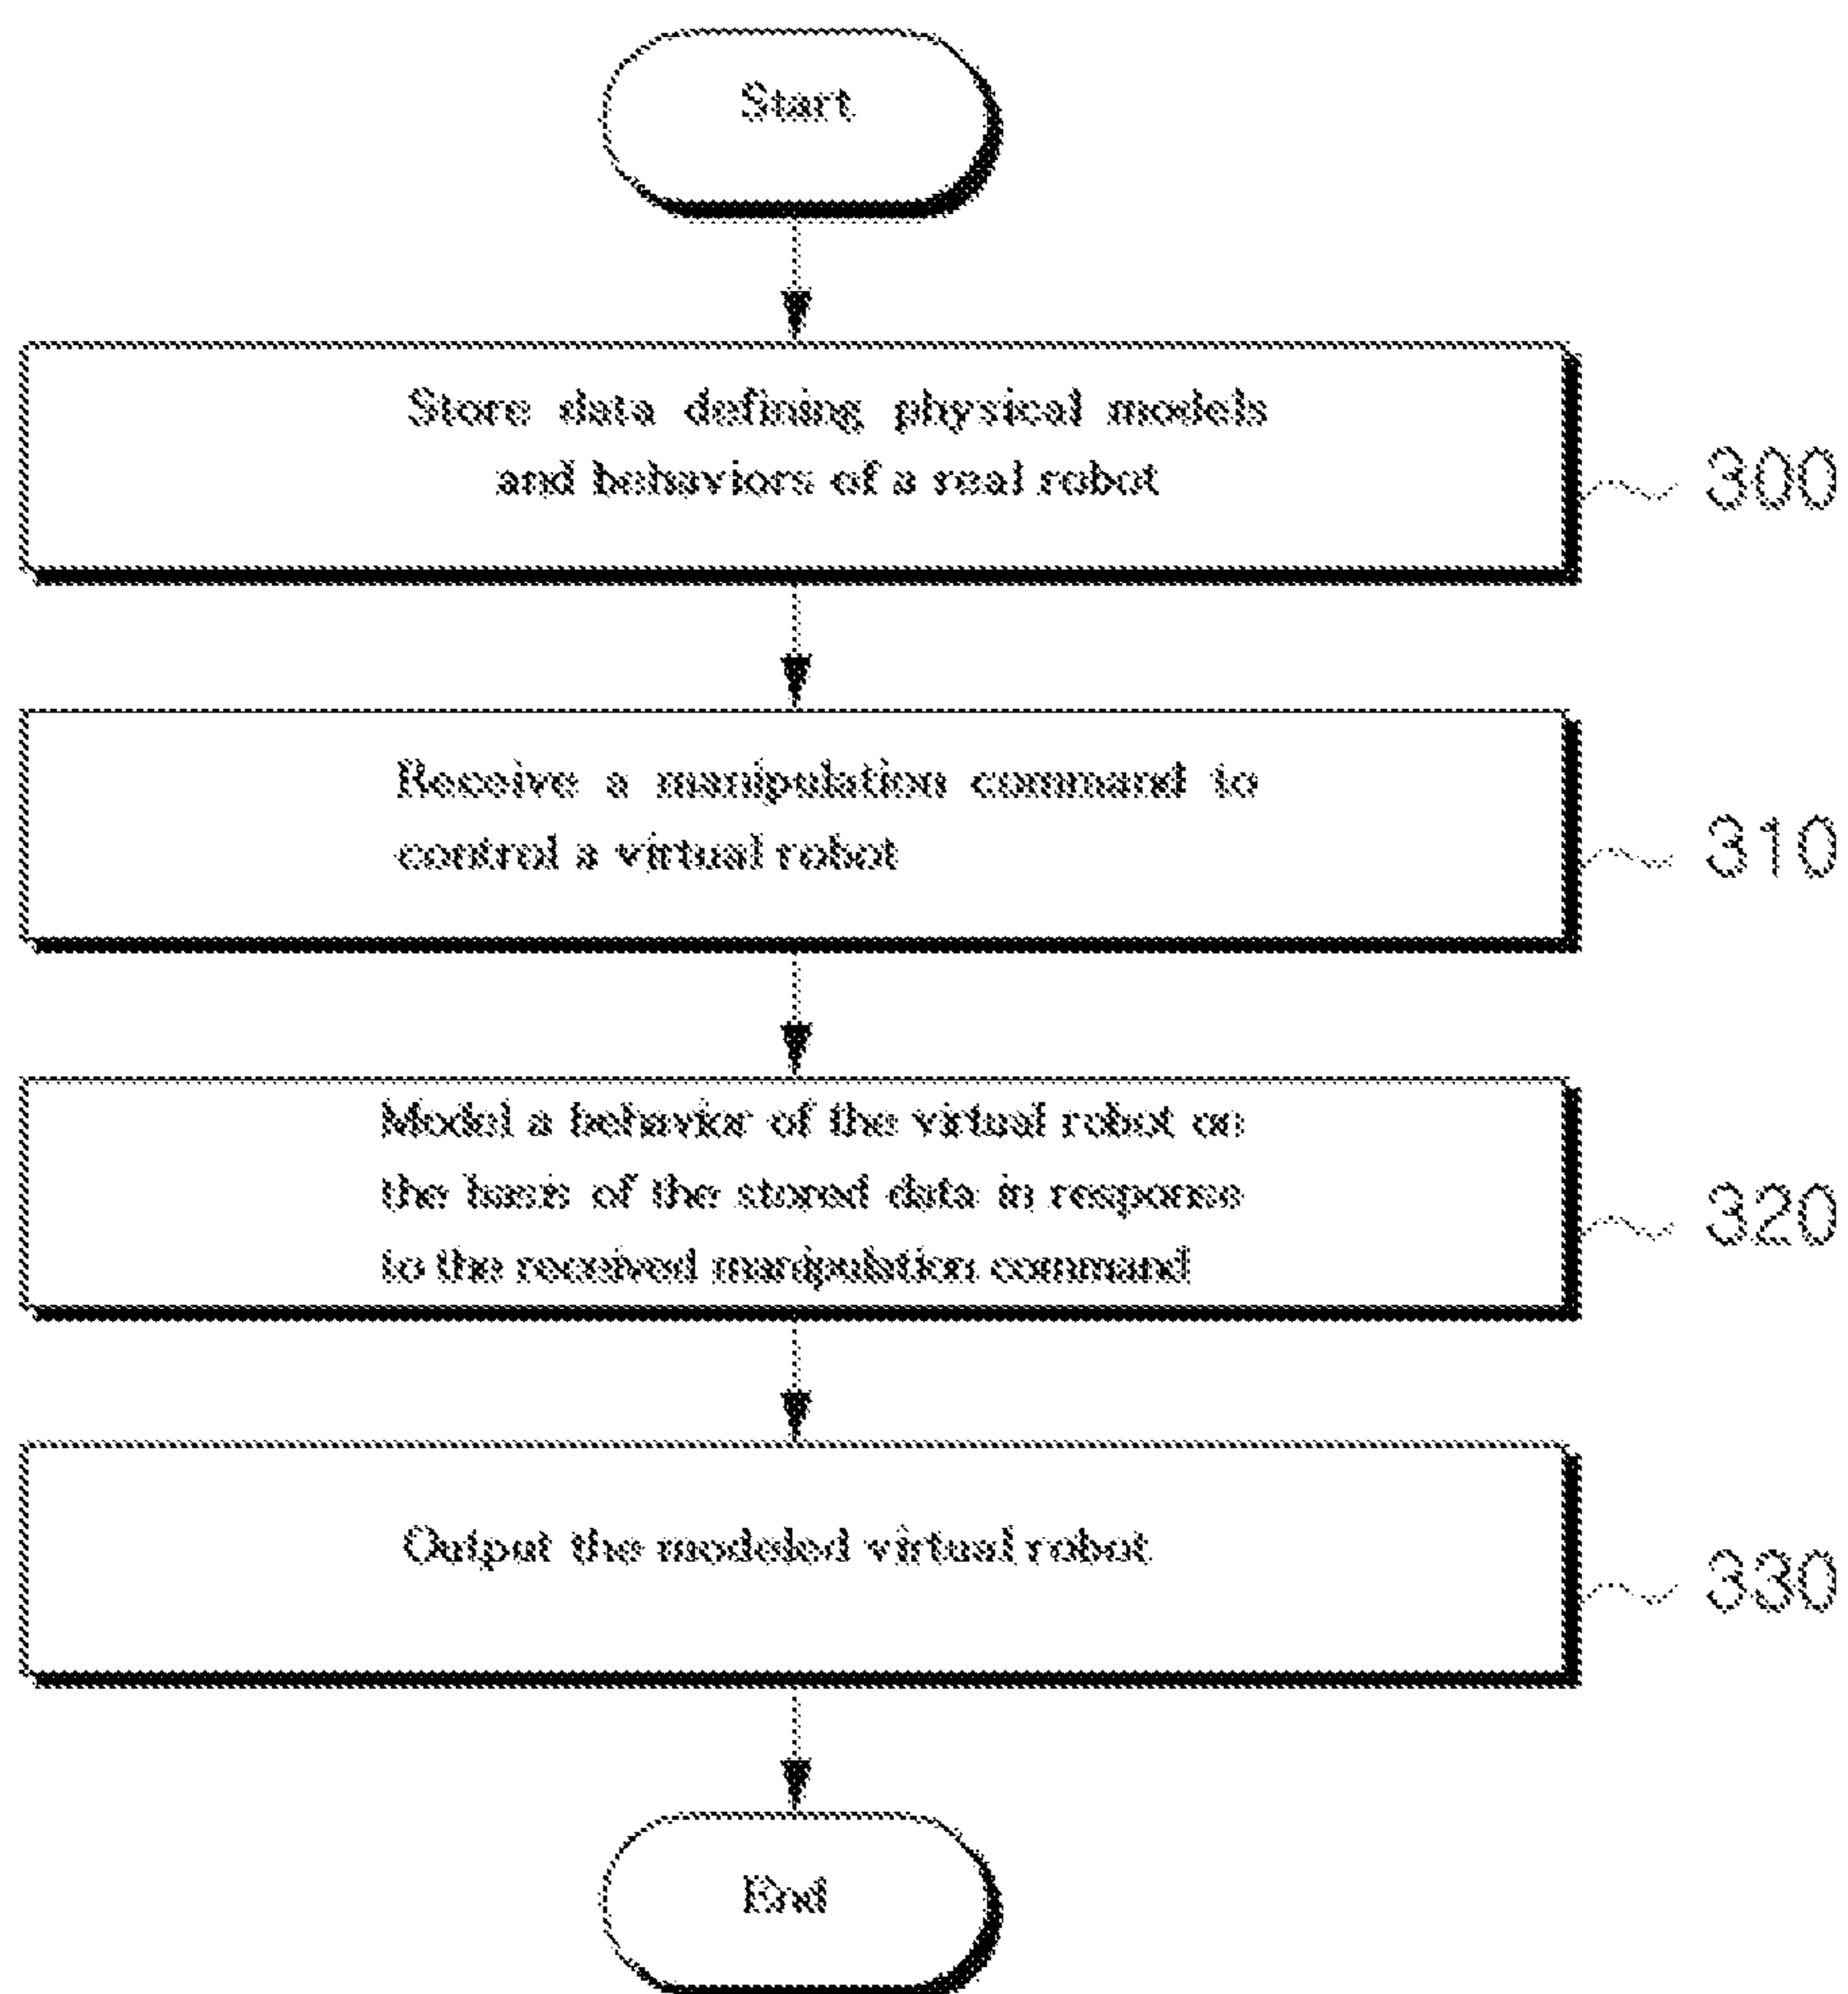 Start
Store data defining physical models
and behaviors of a real robot
300
Receive a manipulation command to
control a virtual robot
310
Model a behavior of the virtual robot on
the basis of the stored data in response
to the received manipulation command
320
Output the modeled virtual robot
330
End